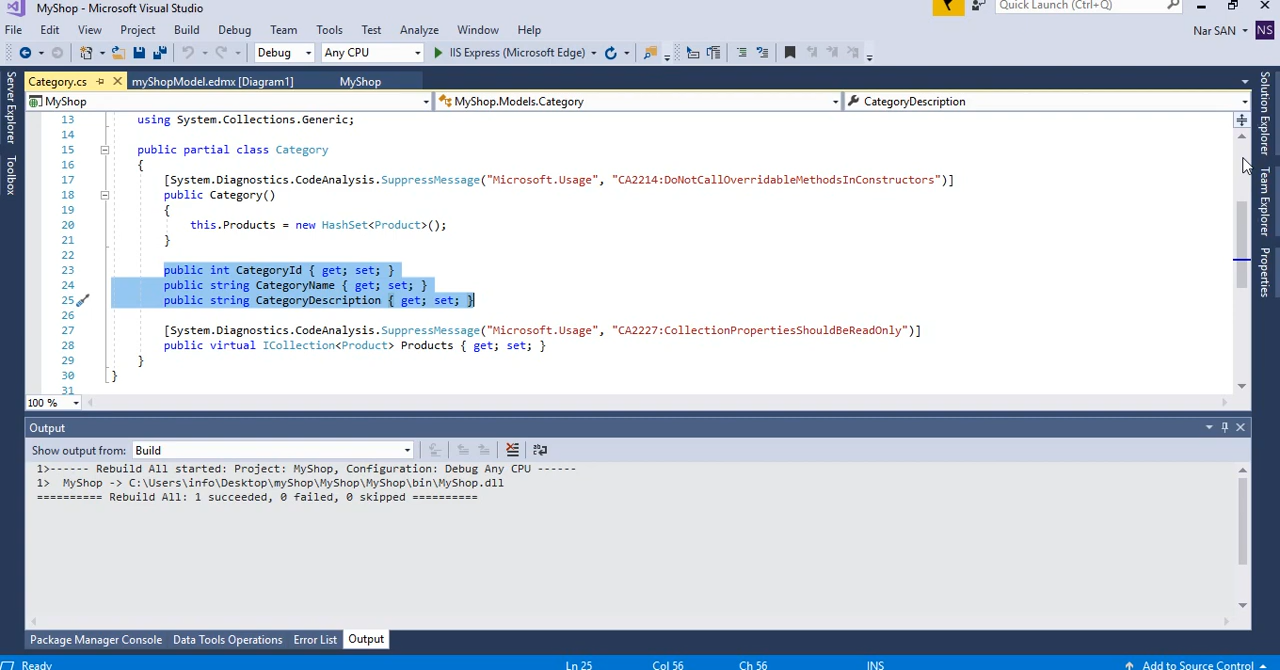 MyShop - Microsoft Visual Studio
Quick Launch (Ctrl+Q)
File Edit View Project Build Debug Team Tools Test Analyze Window Help
Nar SAN NS
Debug Any CPU IIS Express (Microsoft Edge)
Category.cs myShopModel.edmx [Diagram1] MyShop
MyShop MyShop.Models.Category CategoryDescription
Server Explorer
Toolbox
Solution Explorer
Team Explorer
Properties
13 using System.Collections.Generic;
14
15 public partial class Category
16 {
17 [System.Diagnostics.CodeAnalysis.SuppressMessage("Microsoft.Usage", "CA2214:DoNotCallOverridableMethodsInConstructors")]
18 public Category()
19 {
20 this.Products = new HashSet<Product>();
21 }
22
23 public int CategoryId { get; set; }
24 public string CategoryName { get; set; }
25 public string CategoryDescription { get; set; }
26
27 [System.Diagnostics.CodeAnalysis.SuppressMessage("Microsoft.Usage", "CA2227:CollectionPropertiesShouldBeReadOnly")]
28 public virtual ICollection<Product> Products { get; set; }
29 }
30 }
31
100 %
Output
Show output from: Build
1>------ Rebuild All started: Project: MyShop, Configuration: Debug Any CPU ------
1> MyShop -> C:\Users\info\Desktop\myShop\MyShop\MyShop\bin\MyShop.dll
========== Rebuild All: 1 succeeded, 0 failed, 0 skipped ==========
Package Manager Console Data Tools Operations Error List Output
Ready Ln 25 Col 56 Ch 56 INS Add to Source Control